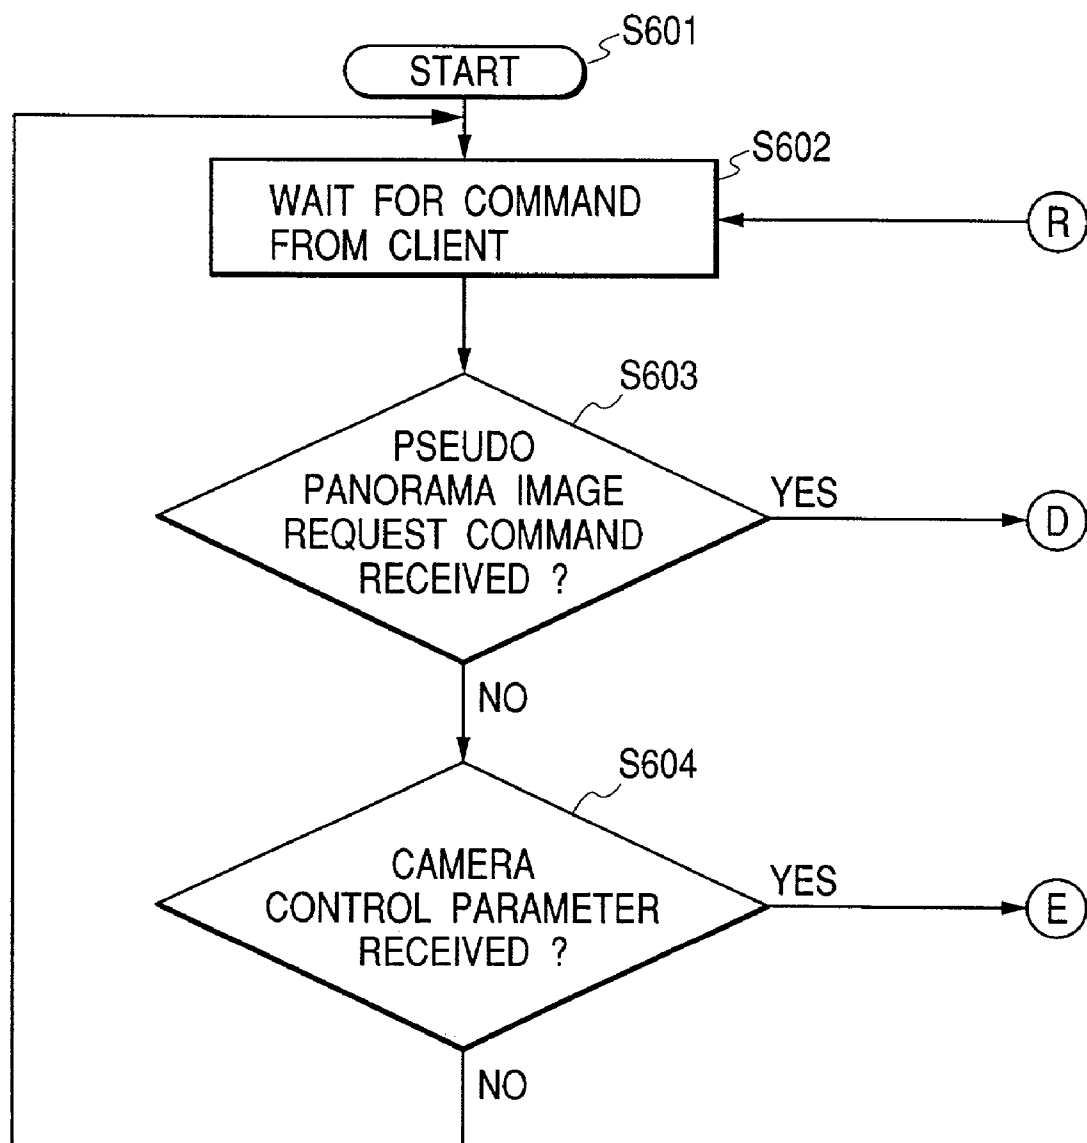 S601
START
S602
WAIT FOR COMMAND
FROM CLIENT
R
S603
PSEUDO
PANORAMA IMAGE
REQUEST COMMAND
RECEIVED ?
YES
D
NO
S604
CAMERA
CONTROL PARAMETER
RECEIVED ?
YES
E
NO